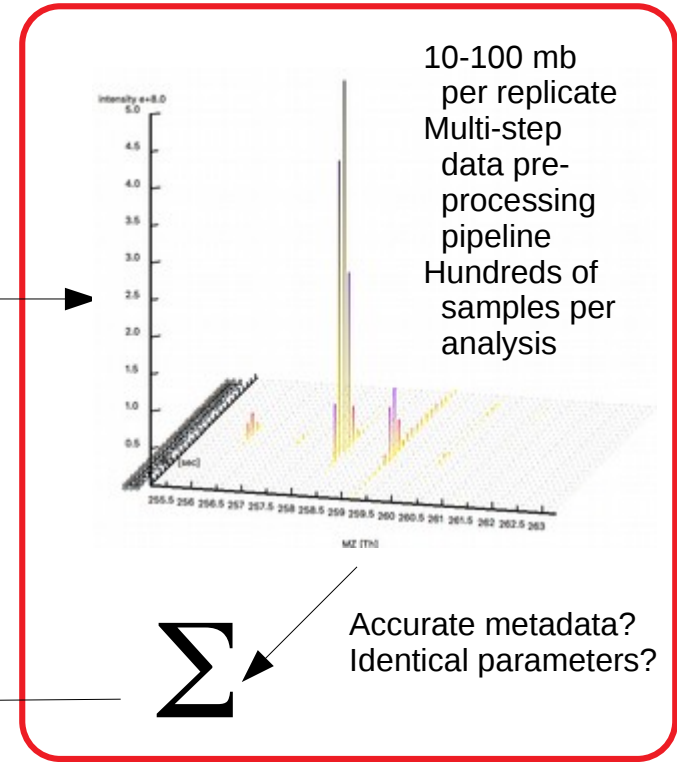 10-100 mb
per replicate
Multi-step
data pre-
processing
pipeline
Hundreds of
samples per
analysis
intensity e+8.0
5.0
4.5
4.0
3.5
3.0
2.5
2.0
1.5
1.0
0.5
[sec]
255.5 256 256.5 257 257.5 258 258.5 259 259.5 260 260.5 261 261.5 262 262.5 263
MZ [Th]
Σ
Accurate metadata?
Identical parameters?